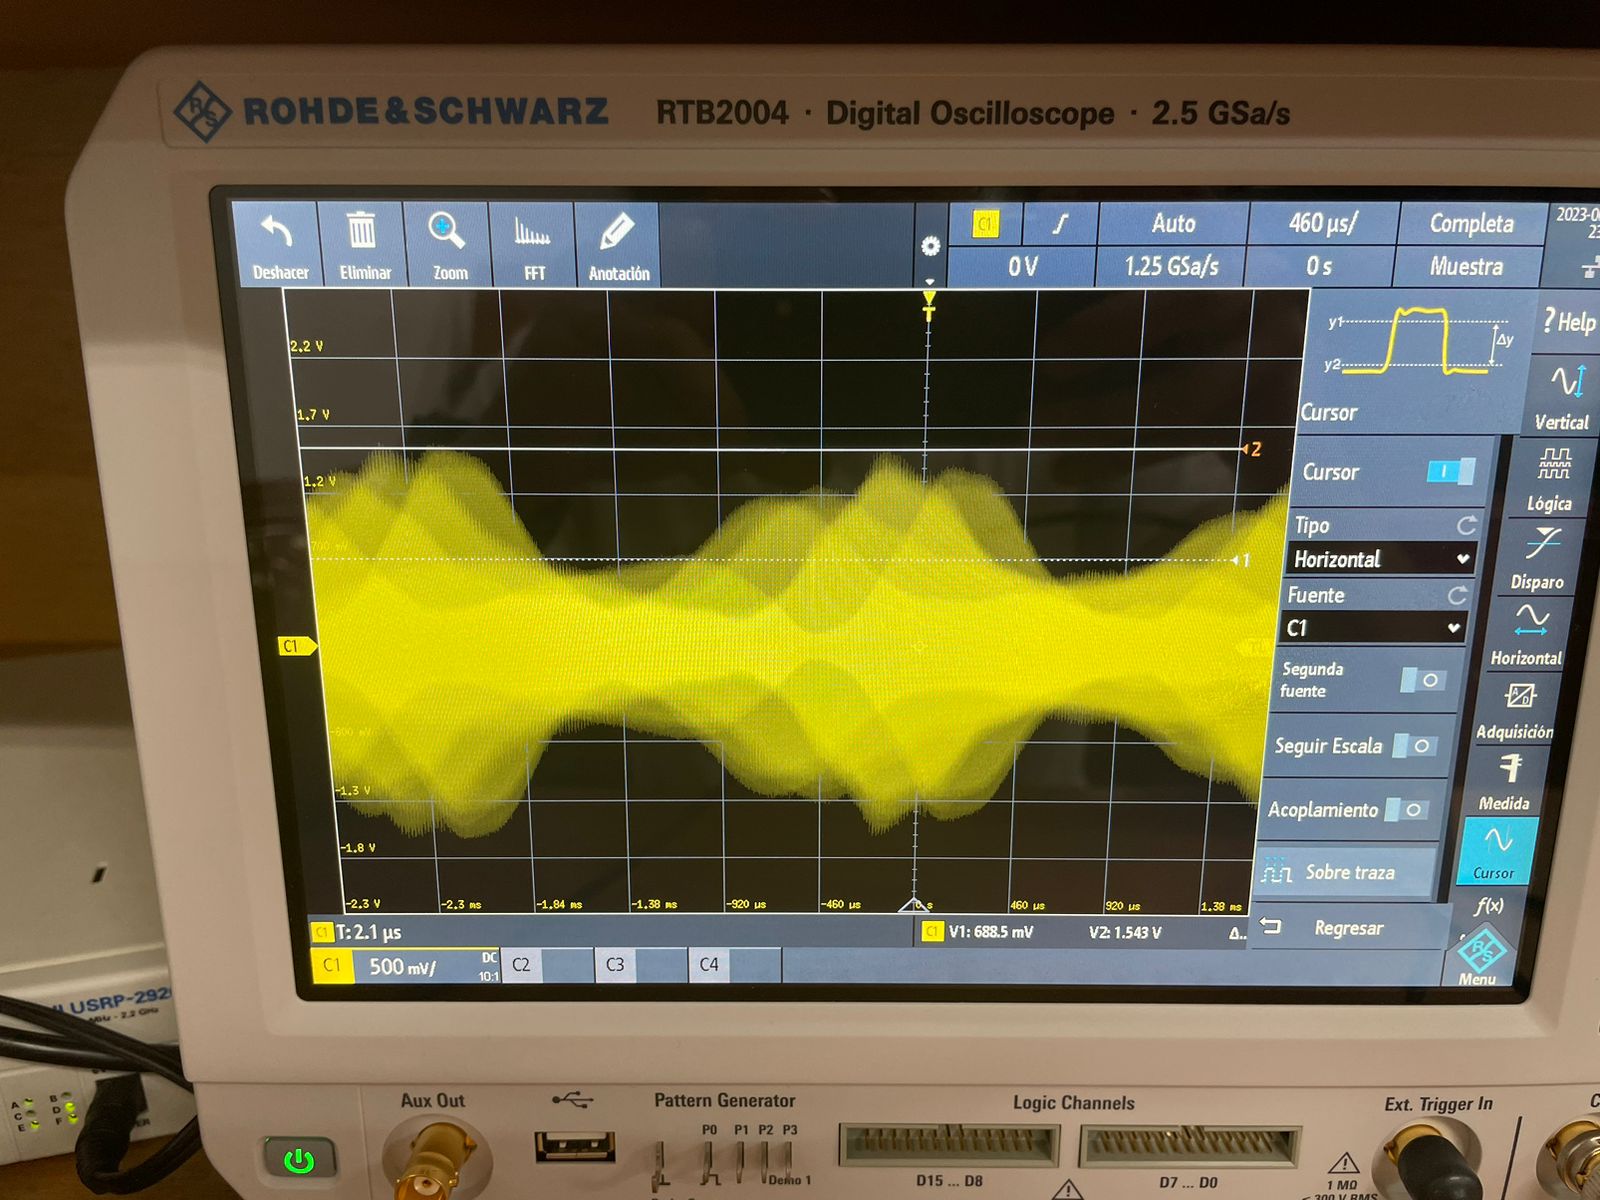 ROHDE&SCHWARZ RTB2004 · Digital Oscilloscope · 2.5 GSa/s
Deshacer Eliminar Zoom FFT Anotación
C1 Auto 460 µs/ Completa
0 V 1.25 GSa/s 0 s Muestra
T
2.2 V
1.7 V
1.2 V
-1.3 V
-1.8 V
-2.3 V -2.3 ms -1.84 ms -1.38 ms -920 µs -460 µs 0 s 460 µs 920 µs 1.38 ms
2
1
C1
y1
y2
Δy
Cursor
Cursor
Tipo
Horizontal
Fuente
C1
Segunda
fuente
Seguir Escala
Acoplamiento
Sobre traza
Regresar
? Help
Vertical
Lógica
Disparo
Horizontal
Adquisición
Medida
Cursor
f(x)
R S
Menu
C1 T: 2.1 µs
C1 V1: 688.5 mV V2: 1.543 V Δ..
C1 500 mV/ DC
10:1
C2 C3 C4
USRP-292
MHz - 2.2 GHz
A B
C D
E F
Aux Out
Pattern Generator
P0 P1 P2 P3
Demo 1
Logic Channels
D15 ... D8 D7 ... D0
Ext. Trigger In
1 MΩ